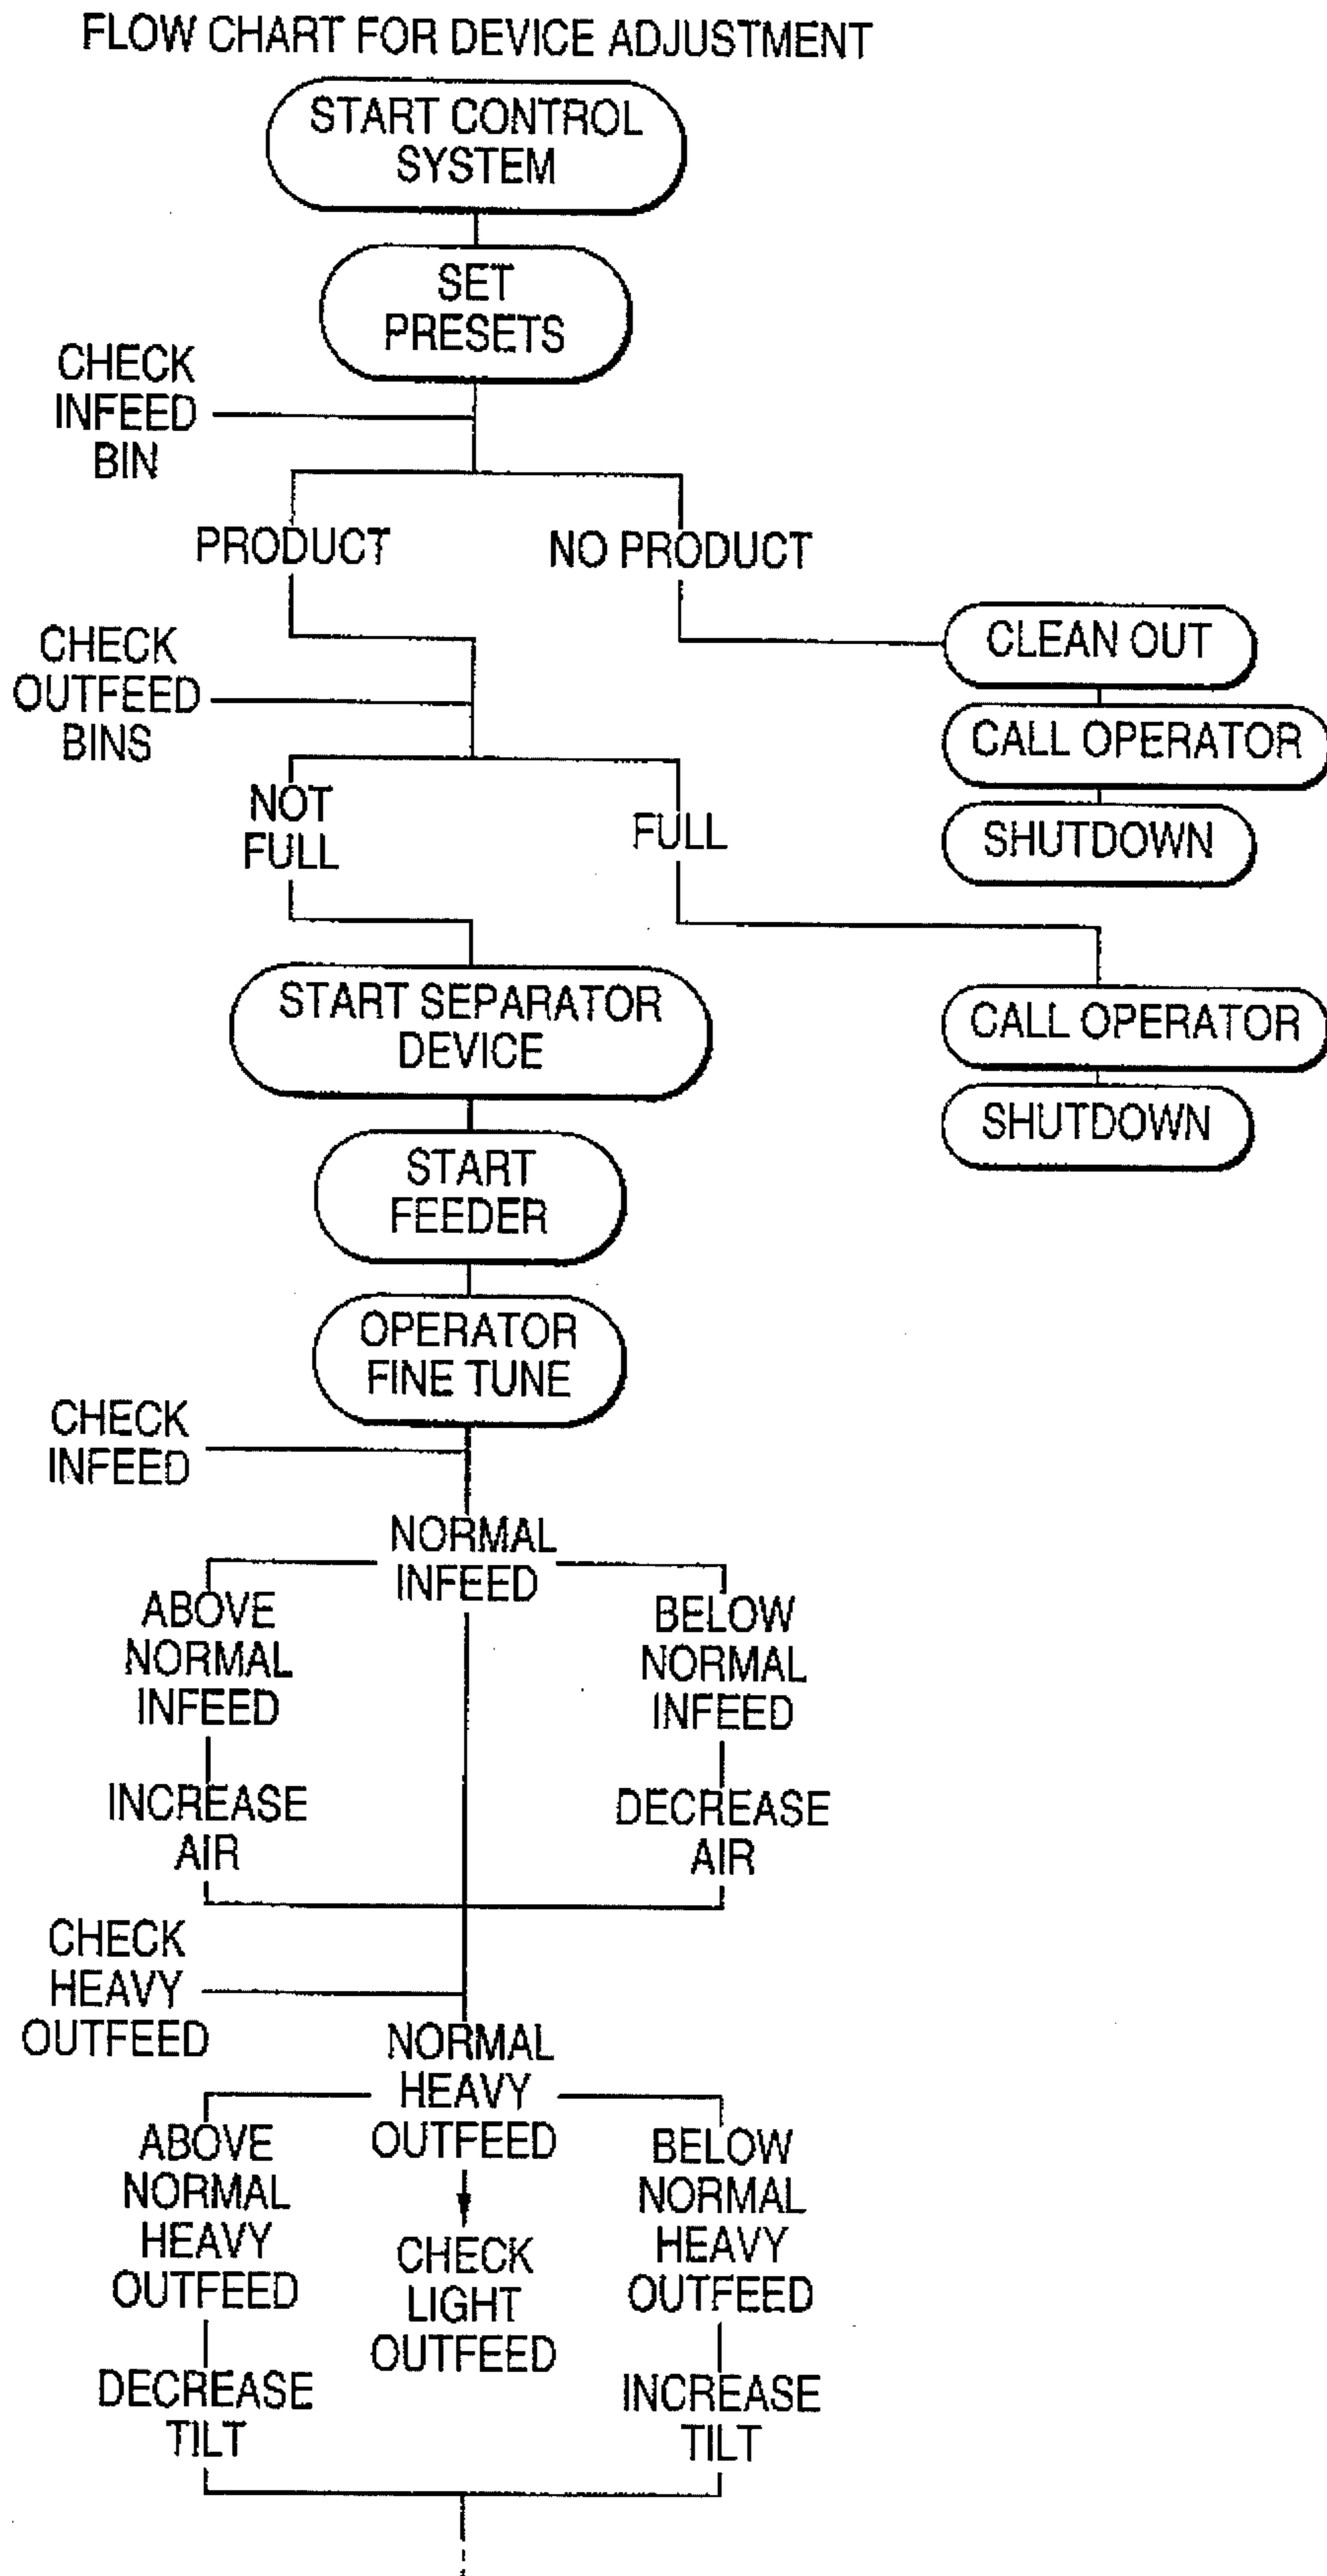 FLOW CHART FOR DEVICE ADJUSTMENT
START CONTROL
SYSTEM
SET
PRESETS
CHECK
INFEED
BIN
PRODUCT
NO PRODUCT
CLEAN OUT
CALL OPERATOR
SHUTDOWN
CHECK
OUTFEED
BINS
NOT
FULL
FULL
CALL OPERATOR
SHUTDOWN
START SEPARATOR
DEVICE
START
FEEDER
OPERATOR
FINE TUNE
CHECK
INFEED
NORMAL
INFEED
ABOVE
NORMAL
INFEED
INCREASE
AIR
BELOW
NORMAL
INFEED
DECREASE
AIR
CHECK
HEAVY
OUTFEED
NORMAL
HEAVY
OUTFEED
ABOVE
NORMAL
HEAVY
OUTFEED
DECREASE
TILT
CHECK
LIGHT
OUTFEED
BELOW
NORMAL
HEAVY
OUTFEED
INCREASE
TILT